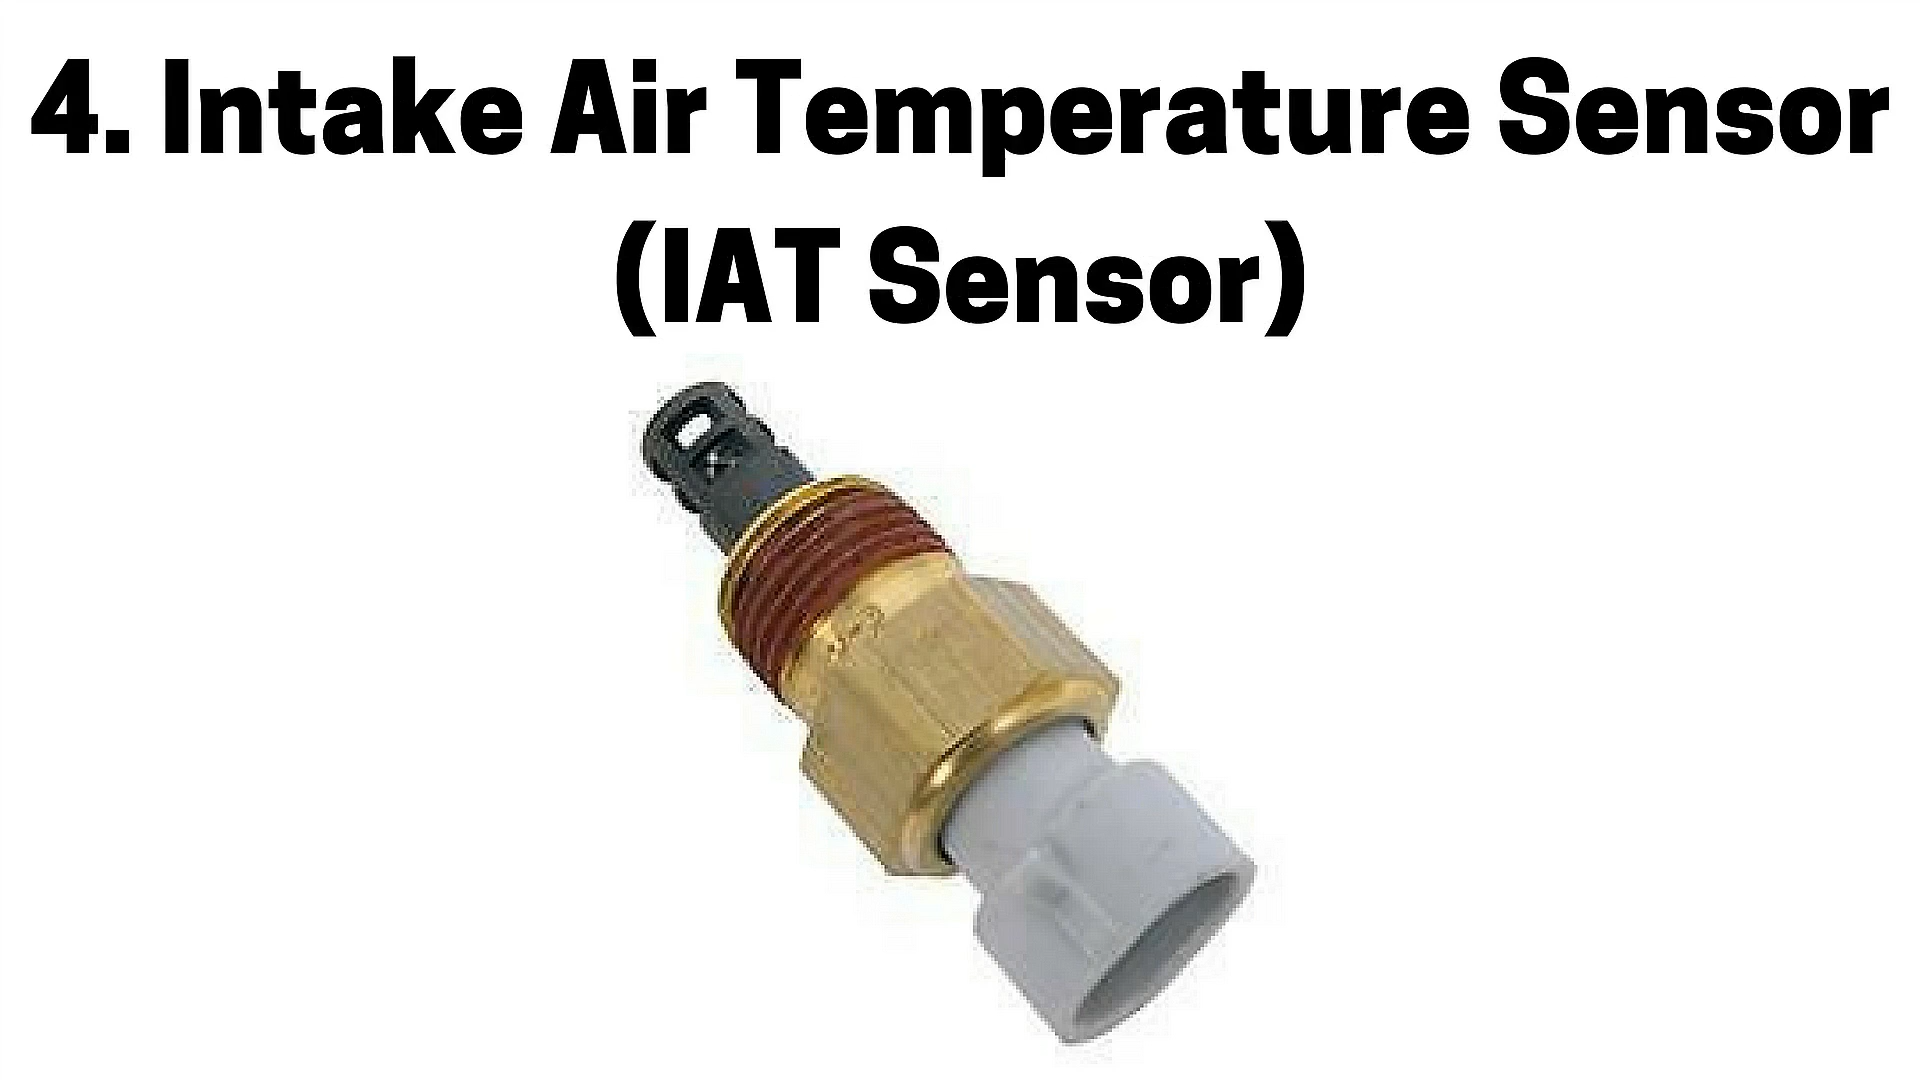 4. Intake Air Temperature Sensor
(IAT Sensor)